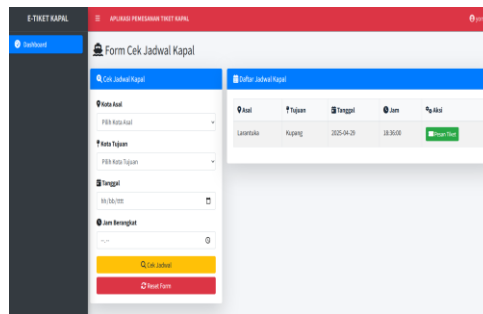 E-TIKET KAPAL
APLIKASI PEMESANAN TIKET KAPAL
Dashboard
Form Cek Jadwal Kapal
Cek Jadwal Kapal
Kota Asal
Pilih Kota Asal
Kota Tujuan
Pilih Kota Tujuan
Tanggal
hh/bb/tttt
Jam Berangkat
--.--
Cek Jadwal
Reset Form
Daftar Jadwal Kapal
Asal Tujuan Tanggal Jam Aksi
Larantuka Kupang 2025-04-29 18:36:00 Pesan Tiket